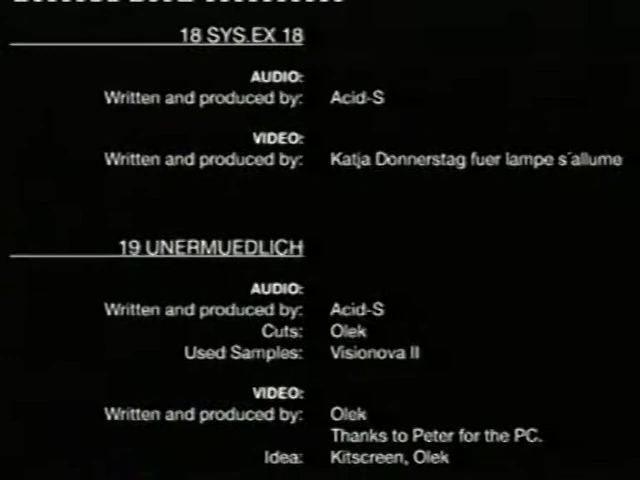 18 SYS.EX 18
AUDIO:
Written and produced by: Acid-S
VIDEO:
Written and produced by: Katja Donnerstag fuer lampe s´allume
19 UNERMUEDLICH
AUDIO:
Written and produced by: Acid-S
Cuts: Olek
Used Samples: Visionova II
VIDEO:
Written and produced by: Olek
Thanks to Peter for the PC.
Idea: Kitscreen, Olek